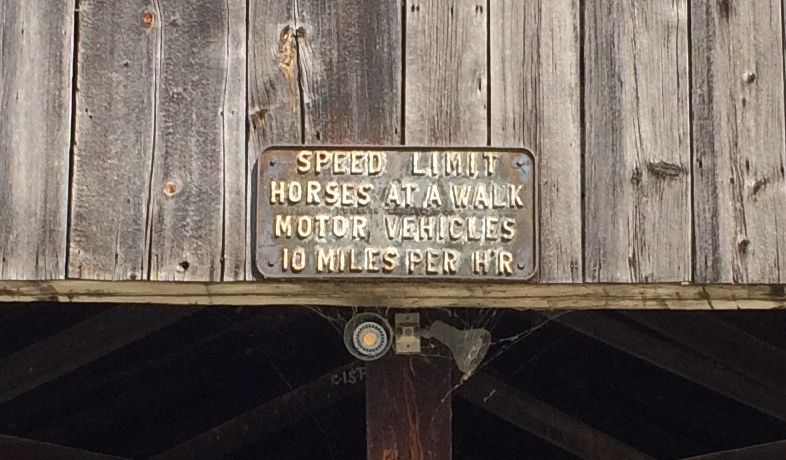 SPEED LIMIT
HORSES AT A WALK
MOTOR VEHICLES
10 MILES PER H'R